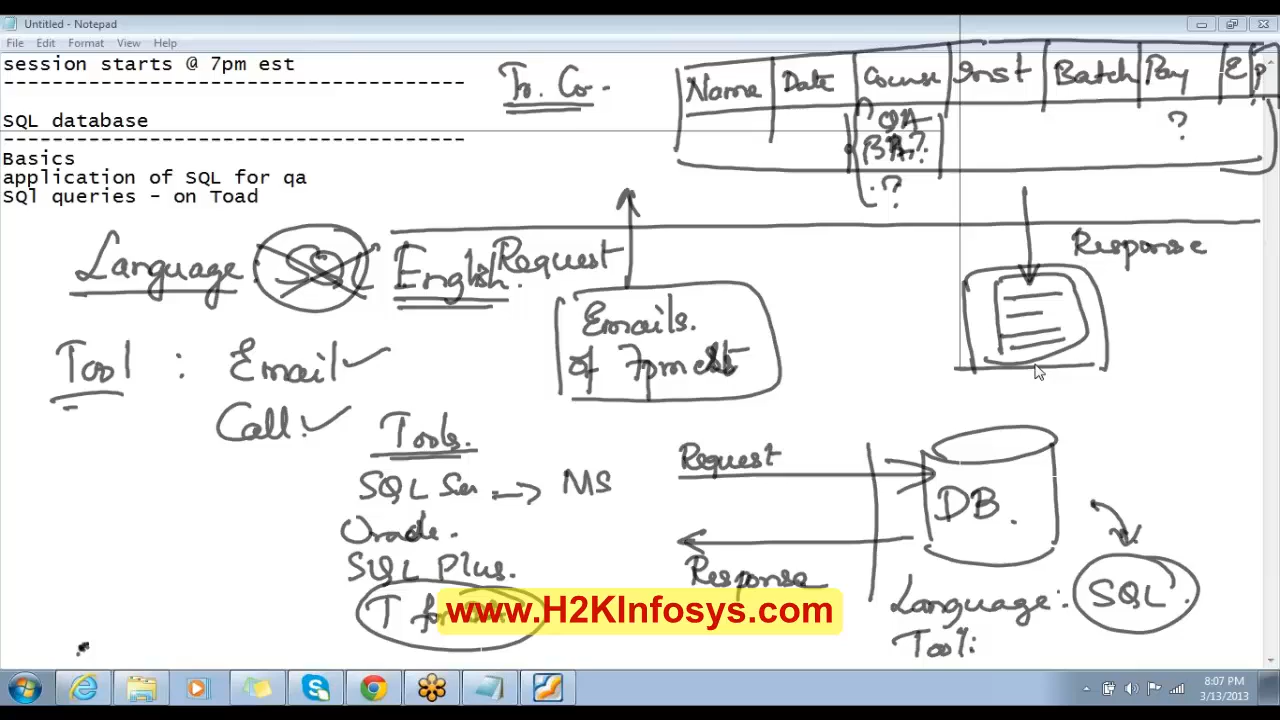 Untitled - Notepad
File Edit Format View Help
session starts @ 7pm est
--------------------------------------------
SQL database
--------------------------------------------
Basics
application of SQL for qa
SQl queries - on Toad
Tr. Co.
Name Date Course Inst Batch Pay E P
QA
BA?
?
?
Language SQL English. Request
Response
Emails.
of 7pm est
Tool : Email
Call.
Tools.
SQL Ser -> MS
Oracle.
SQL Plus.
T for
Request
DB.
Response
Language: SQL.
Tool:
www.H2KInfosys.com
8:07 PM
3/13/2013